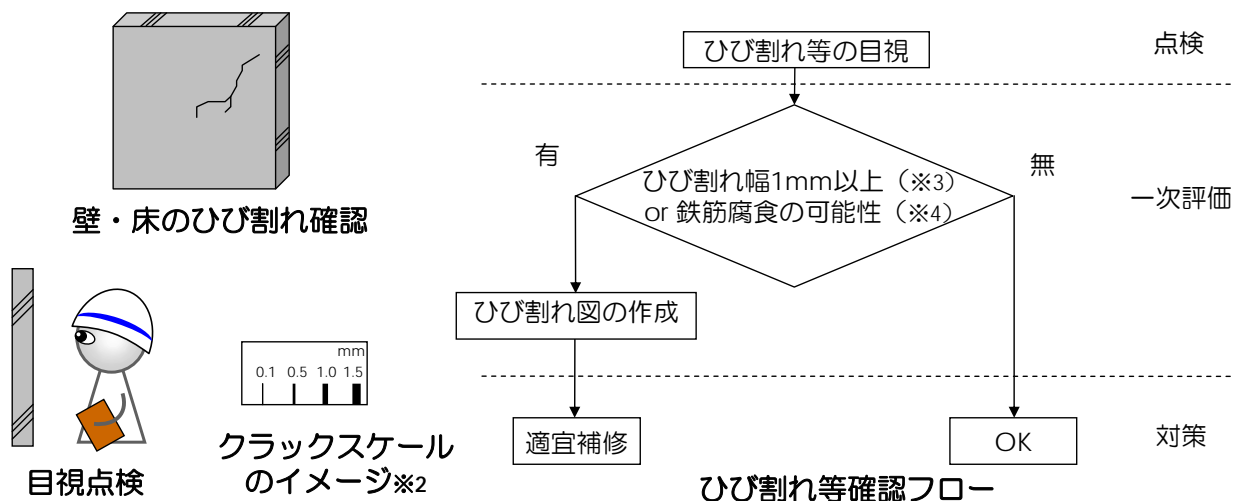 壁・床のひび割れ確認
目視点検
mm
0.1 0.5 1.0 1.5
クラックスケール
のイメージ※2
ひび割れ等の目視
点検
有
無
ひび割れ幅1mm以上（※3）
or 鉄筋腐食の可能性（※4）
一次評価
ひび割れ図の作成
適宜補修
OK
対策
ひび割れ等確認フロー